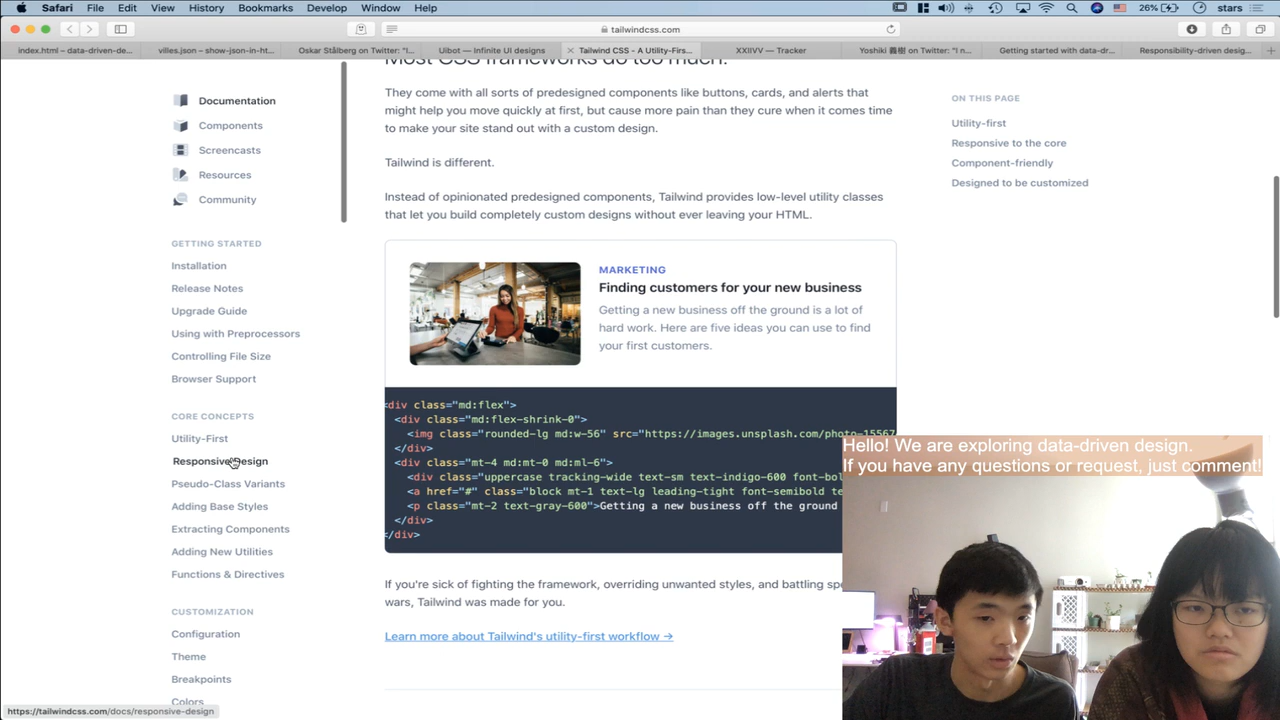 Safari File Edit View History Bookmarks Develop Window Help
26% stars
tailwindcss.com
index.html – data-driven-de...
villes.json – show-json-in-ht...
Oskar Stålberg on Twitter: "I...
Uibot — Infinite UI designs
Tailwind CSS - A Utility-Firs...
XXIIVV — Tracker
Yoshiki 義樹 on Twitter: "I n...
Getting started with data-dr...
Responsibility-driven desig...
Documentation
Components
Screencasts
Resources
Community
GETTING STARTED
Installation
Release Notes
Upgrade Guide
Using with Preprocessors
Controlling File Size
Browser Support
CORE CONCEPTS
Utility-First
Responsive Design
Pseudo-Class Variants
Adding Base Styles
Extracting Components
Adding New Utilities
Functions & Directives
CUSTOMIZATION
Configuration
Theme
Breakpoints
Colors
https://tailwindcss.com/docs/responsive-design
Most CSS frameworks do too much.
They come with all sorts of predesigned components like buttons, cards, and alerts that
might help you move quickly at first, but cause more pain than they cure when it comes time
to make your site stand out with a custom design.
Tailwind is different.
Instead of opinionated predesigned components, Tailwind provides low-level utility classes
that let you build completely custom designs without ever leaving your HTML.
MARKETING
Finding customers for your new business
Getting a new business off the ground is a lot of
hard work. Here are five ideas you can use to find
your first customers.
<div class="md:flex">
<div class="md:flex-shrink-0">
<img class="rounded-lg md:w-56" src="https://images.unsplash.com/photo-15567
</div>
<div class="mt-4 md:mt-0 md:ml-6">
<div class="uppercase tracking-wide text-sm text-indigo-600 font-bol
<a href="#" class="block mt-1 text-lg leading-tight font-semibold te
<p class="mt-2 text-gray-600">Getting a new business off the ground
</div>
</div>
If you're sick of fighting the framework, overriding unwanted styles, and battling spe
wars, Tailwind was made for you.
Learn more about Tailwind's utility-first workflow →
ON THIS PAGE
Utility-first
Responsive to the core
Component-friendly
Designed to be customized
Hello! We are exploring data-driven design.
If you have any questions or request, just comment!